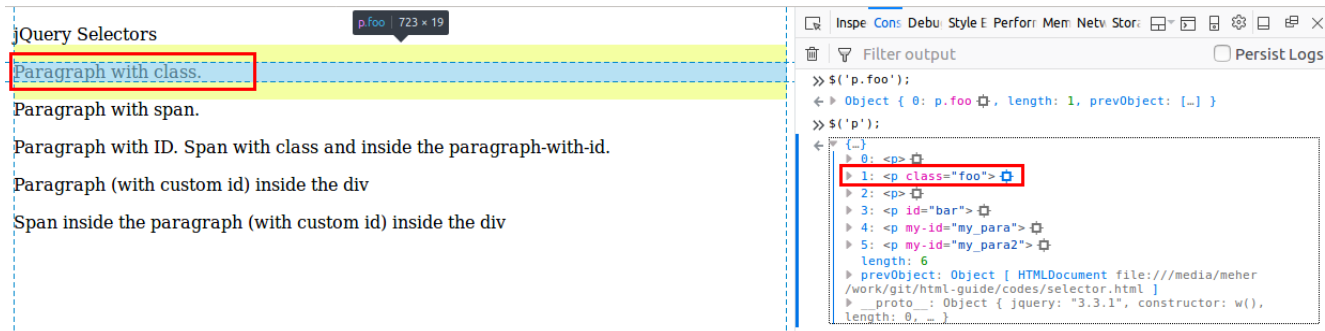 p.foo | 723 × 19
jQuery Selectors
Paragraph with class.
Paragraph with span.
Paragraph with ID. Span with class and inside the paragraph-with-id.
Paragraph (with custom id) inside the div
Span inside the paragraph (with custom id) inside the div
Inspe Cons Debu Style E Perforr Mem Netw Stora
Filter output Persist Logs
$('p.foo');
Object { 0: p.foo , length: 1, prevObject: […] }
$('p');
{…}
0: <p>
1: <p class="foo">
2: <p>
3: <p id="bar">
4: <p my-id="my_para">
5: <p my-id="my_para2">
length: 6
prevObject: Object [ HTMLDocument file:///media/meher
/work/git/html-guide/codes/selector.html ]
__proto__: Object { jquery: "3.3.1", constructor: w(),
length: 0, … }